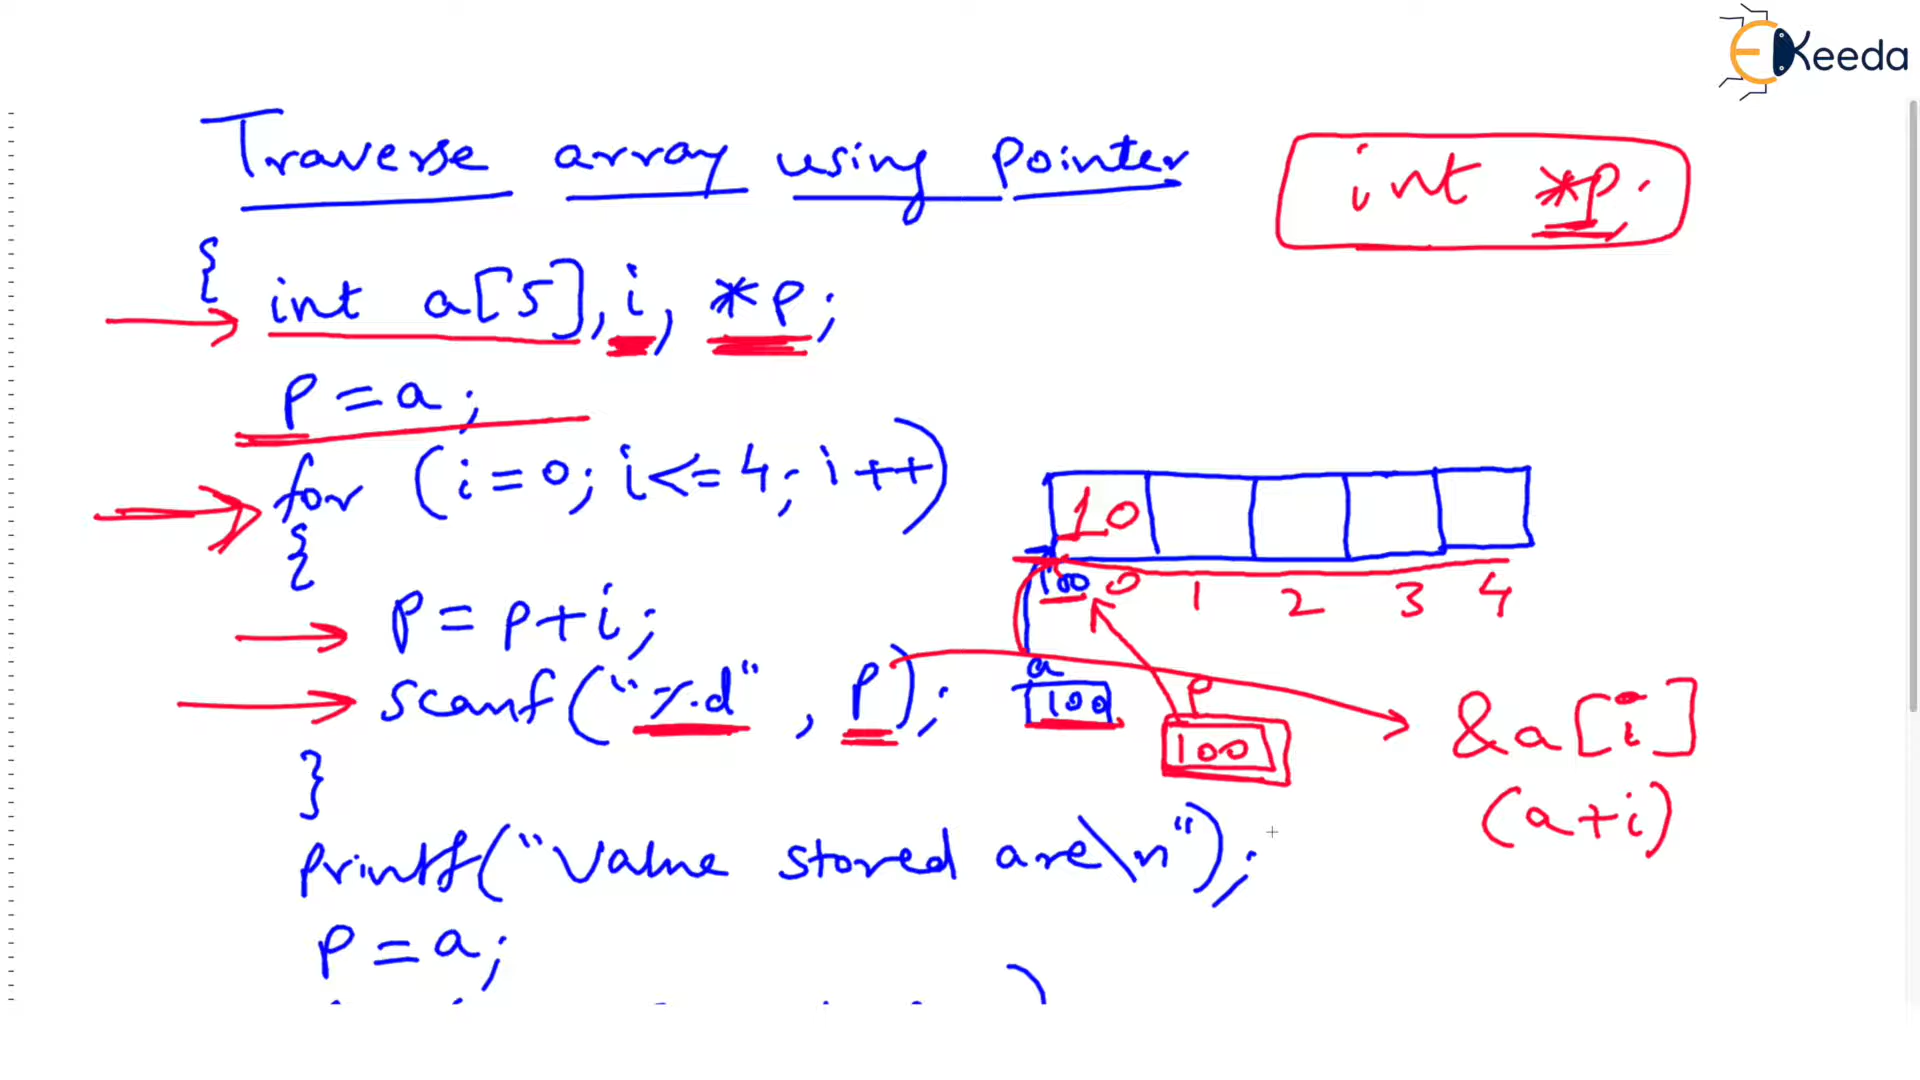 EKeeda
Traverse array using pointer
int *p.
{
int a[5], i, *p;
p = a;
for (i=0; i<=4; i++)
{
10
100 0 1 2 3 4
p = p+i;
scanf("%d", p);
a
100
p
100
&a[i]
(a+i)
}
printf("Value stored are\n");
p = a;